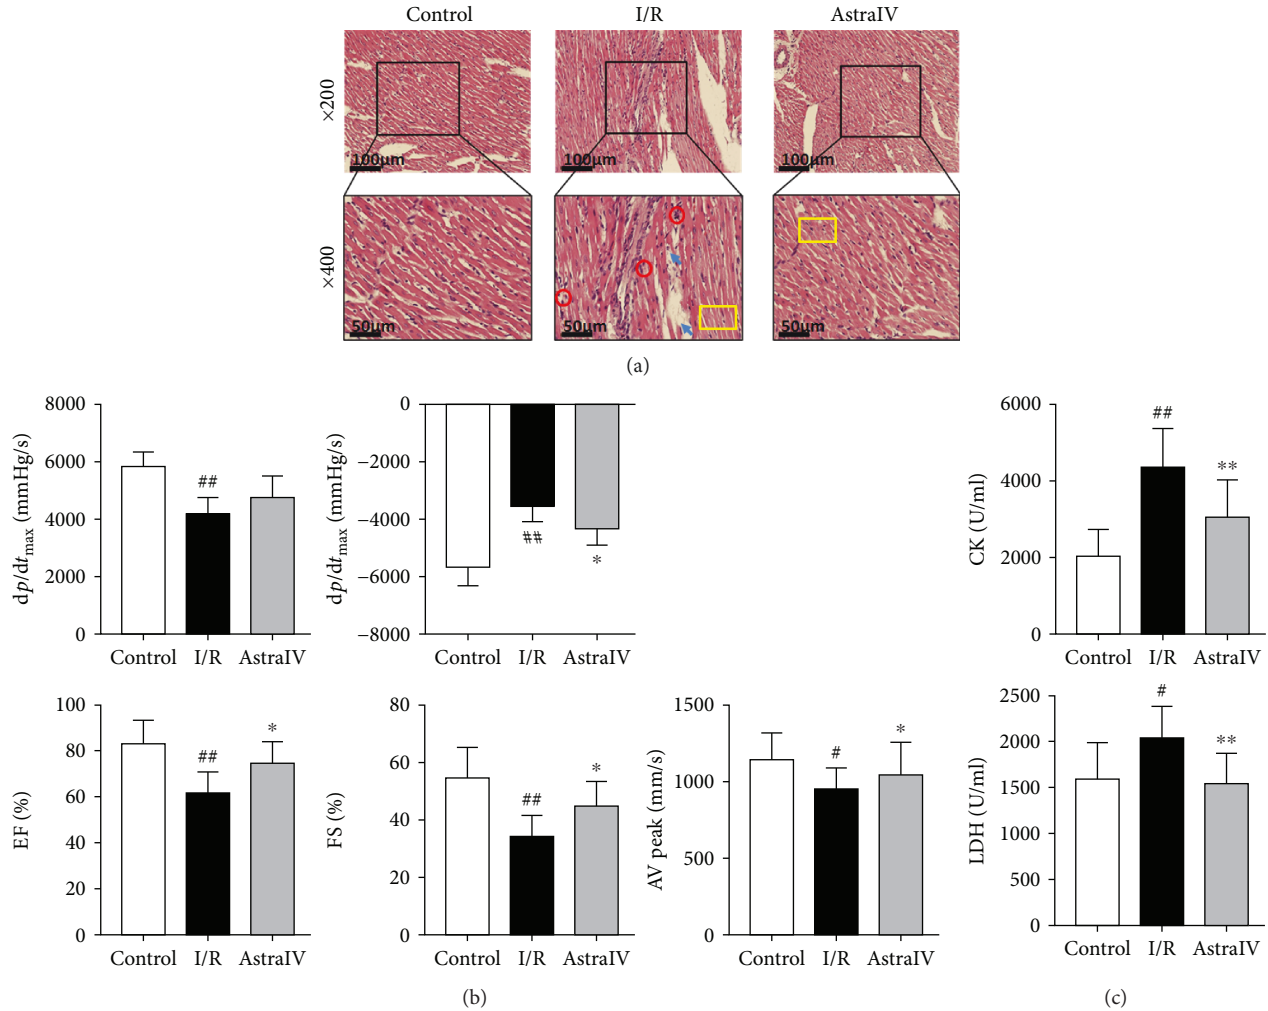 Control I/R AstraIV
×200
100μm 100μm 100μm
×400
50μm 50μm 50μm
(a)
dp/dtmax (mmHg/s)
8000
6000
4000
2000
0
##
Control I/R AstraIV
dp/dtmax (mmHg/s)
0
−2000
−4000
−6000
−8000
##
*
Control I/R AstraIV
EF (%)
100
80
60
40
20
0
##
*
Control I/R AstraIV
FS (%)
80
60
40
20
0
##
*
Control I/R AstraIV
AV peak (mm/s)
1500
1000
500
0
#
*
Control I/R AstraIV
(b)
CK (U/ml)
6000
4000
2000
0
##
**
Control I/R AstraIV
LDH (U/ml)
2500
2000
1500
1000
500
0
#
**
Control I/R AstraIV
(c)